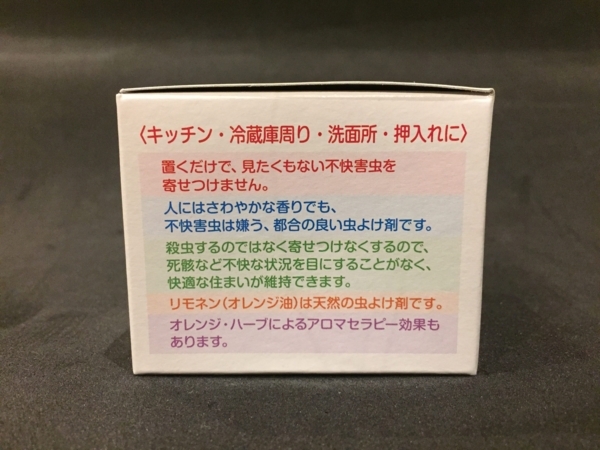 〈キッチン・冷蔵庫周り・洗面所・押入れに〉
置くだけで、見たくもない不快害虫を
寄せつけません。
人にはさわやかな香りでも、
不快害虫は嫌う、都合の良い虫よけ剤です。
殺虫するのではなく寄せつけなくするので、
死骸など不快な状況を目にすることがなく、
快適な住まいが維持できます。
リモネン（オレンジ油）は天然の虫よけ剤です。
オレンジ・ハーブによるアロマセラピー効果も
あります。